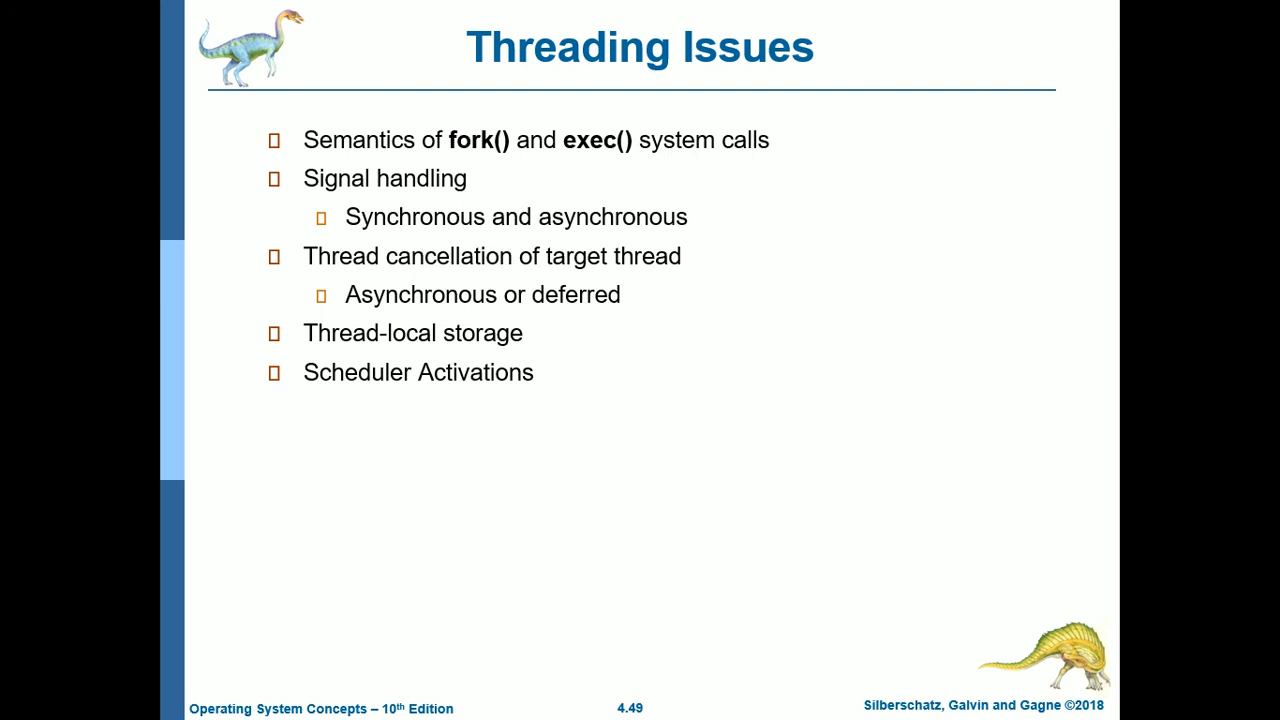 Threading Issues
Semantics of fork() and exec() system calls
Signal handling
Synchronous and asynchronous
Thread cancellation of target thread
Asynchronous or deferred
Thread-local storage
Scheduler Activations
Operating System Concepts – 10th Edition
4.49
Silberschatz, Galvin and Gagne ©2018